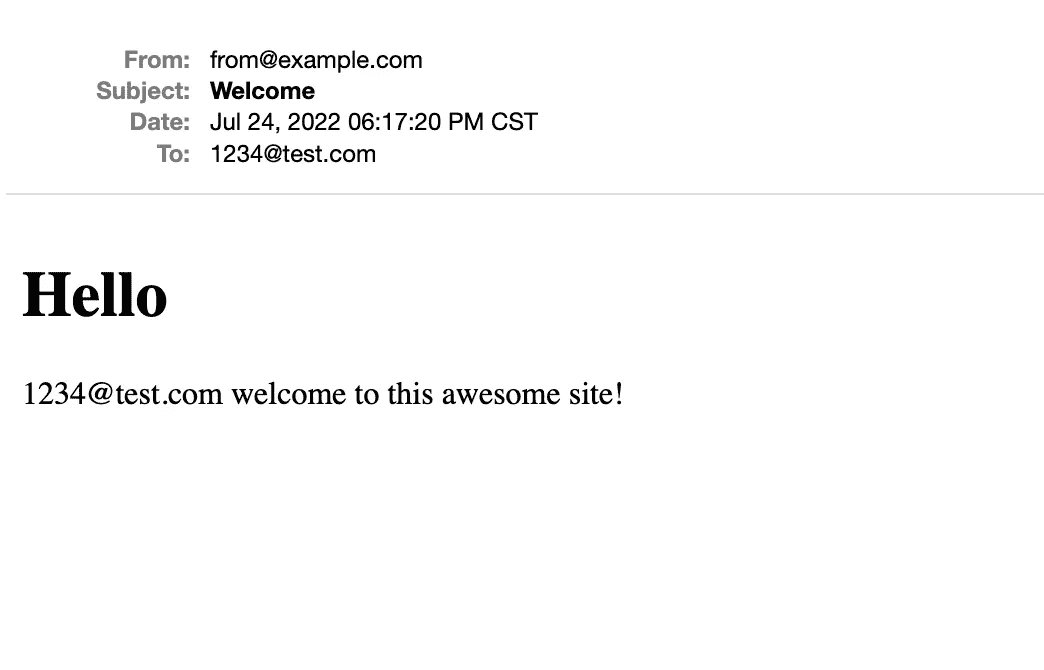 From: from@example.com
Subject: Welcome
Date: Jul 24, 2022 06:17:20 PM CST
To: 1234@test.com
Hello
1234@test.com welcome to this awesome site!